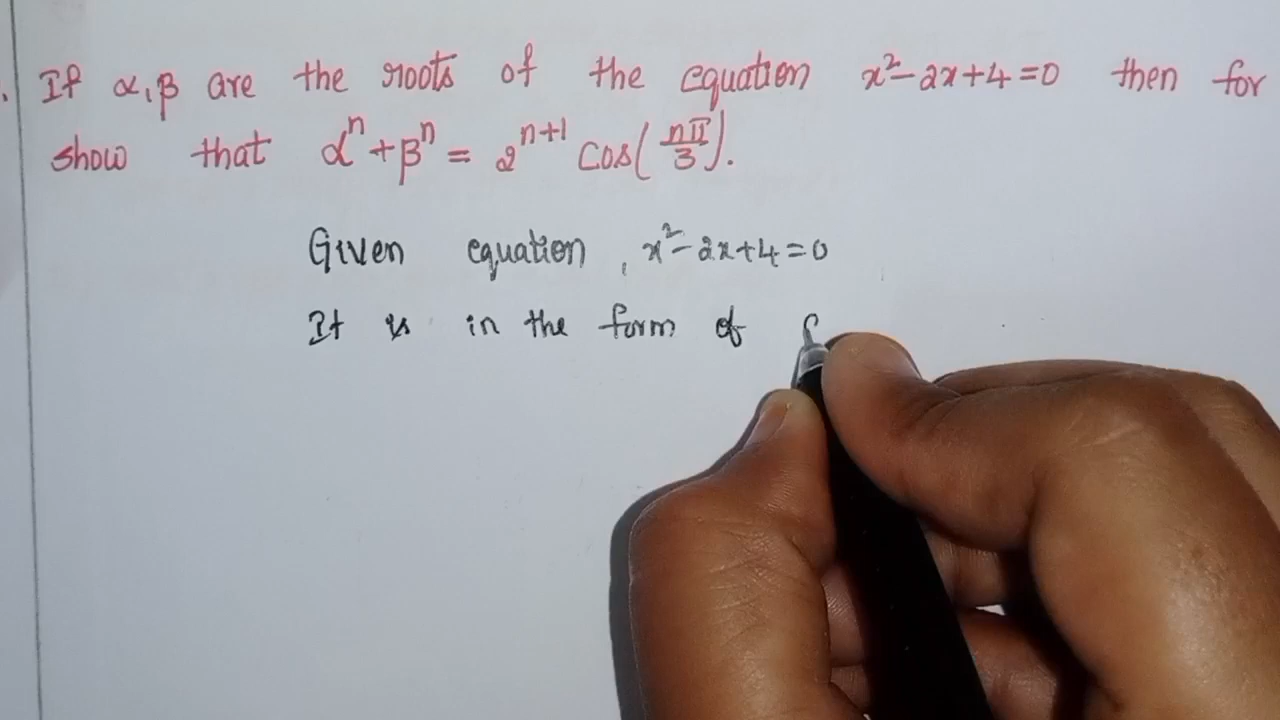 If α, β are the roots of the equation x²-2x+4=0 then for
show that αⁿ+βⁿ = 2ⁿ⁺¹ Cos(nπ/3).
Given equation, x²-2x+4=0
It is in the form of